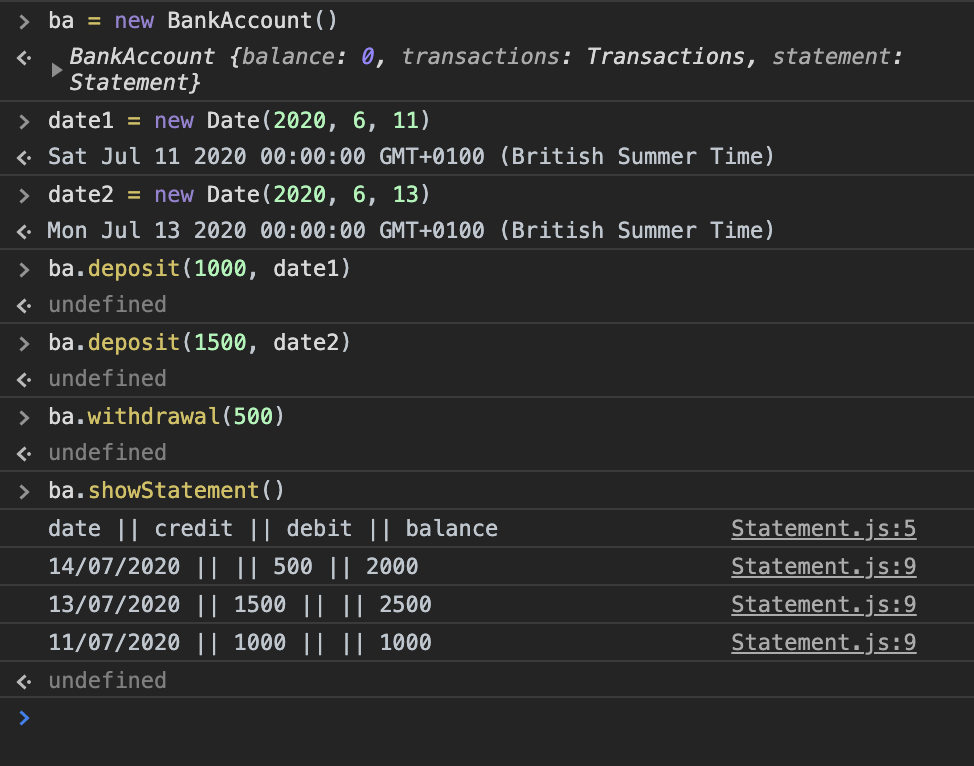 > ba = new BankAccount()
<· ▶ BankAccount {balance: 0, transactions: Transactions, statement:
Statement}
> date1 = new Date(2020, 6, 11)
<· Sat Jul 11 2020 00:00:00 GMT+0100 (British Summer Time)
> date2 = new Date(2020, 6, 13)
<· Mon Jul 13 2020 00:00:00 GMT+0100 (British Summer Time)
> ba.deposit(1000, date1)
<· undefined
> ba.deposit(1500, date2)
<· undefined
> ba.withdrawal(500)
<· undefined
> ba.showStatement()
date || credit || debit || balance Statement.js:5
14/07/2020 || || 500 || 2000 Statement.js:9
13/07/2020 || 1500 || || 2500 Statement.js:9
11/07/2020 || 1000 || || 1000 Statement.js:9
<· undefined
>